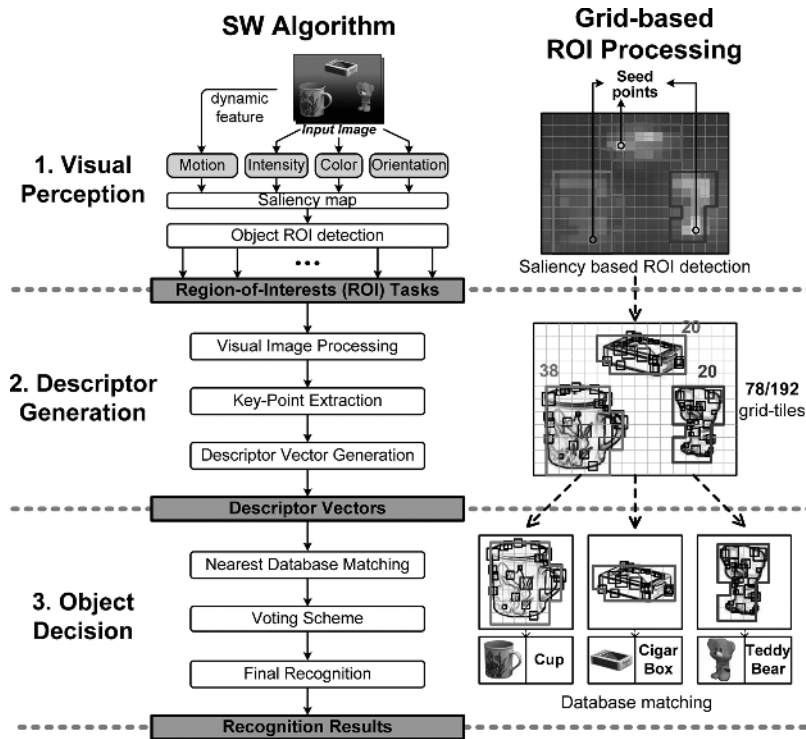 SW Algorithm
Grid-based
ROI Processing
dynamic
feature
Input Image
Seed
points
1. Visual
Perception
Motion
Intensity
Color
Orientation
Saliency map
Object ROI detection
•••
Saliency based ROI detection
Region-of-Interests (ROI) Tasks
2. Descriptor
Generation
Visual Image Processing
Key-Point Extraction
Descriptor Vector Generation
20
38
20
78/192
grid-tiles
Descriptor Vectors
3. Object
Decision
Nearest Database Matching
Voting Scheme
Final Recognition
Cup
Cigar
Box
Teddy
Bear
Database matching
Recognition Results